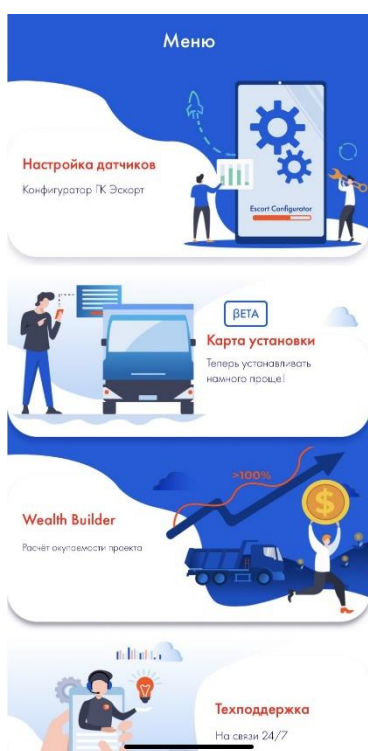 Меню
Настройка датчиков
Конфигуратор ГК Эскорт
Escort Configurator
βETA
Карта установки
Теперь устанавливать
намного проще!
>100%
Wealth Builder
Расчёт окупаемости проекта
Техподдержка
На связи 24/7